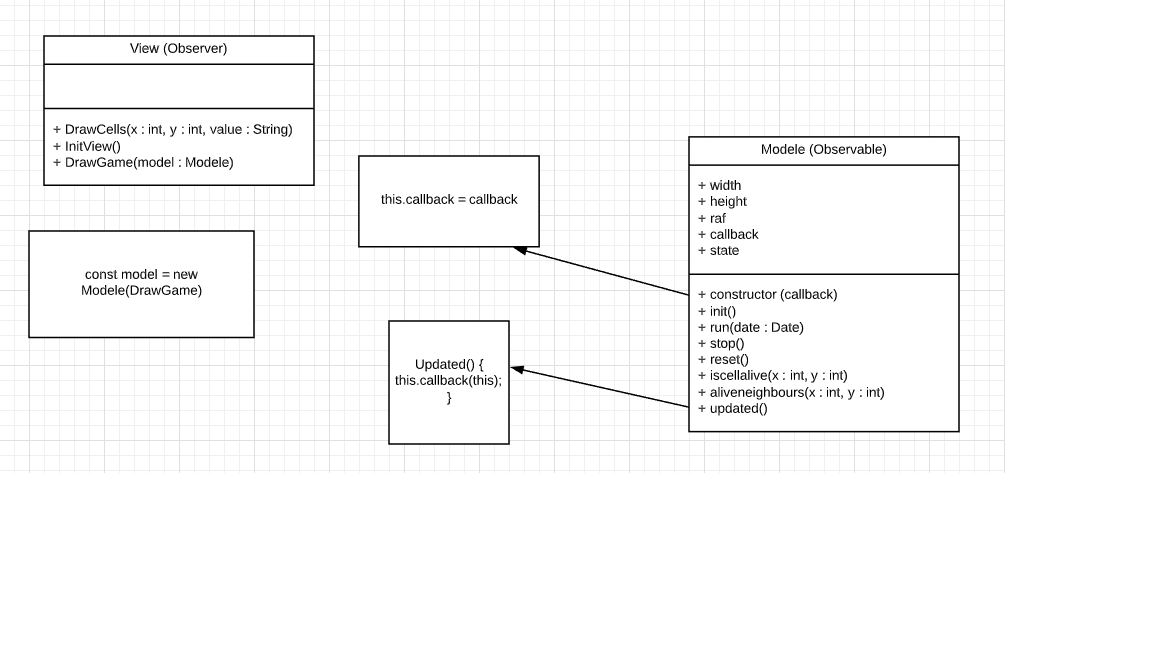 View (Observer)
+ DrawCells(x : int, y : int, value : String)
+ InitView()
+ DrawGame(model : Modele)
const model = new
Modele(DrawGame)
this.callback = callback
Updated() {
this.callback(this);
}
Modele (Observable)
+ width
+ height
+ raf
+ callback
+ state
+ constructor (callback)
+ init()
+ run(date : Date)
+ stop()
+ reset()
+ iscellalive(x : int, y : int)
+ aliveneighbours(x : int, y : int)
+ updated()